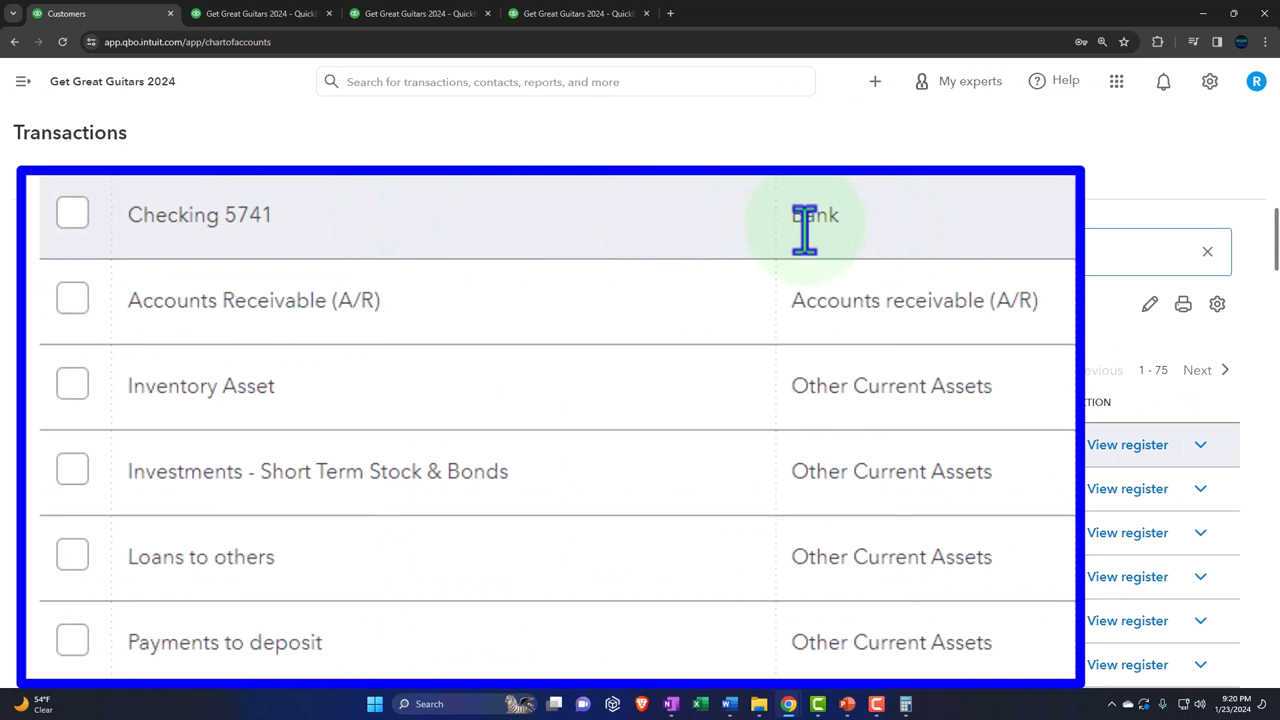 Customers
Get Great Guitars 2024 - Quick
Get Great Guitars 2024 - Quick
Get Great Guitars 2024 - Quick
app.qbo.intuit.com/app/chartofaccounts
Get Great Guitars 2024
Search for transactions, contacts, reports, and more
My experts
Help
R
Transactions
Checking 5741 Bank
Accounts Receivable (A/R) Accounts receivable (A/R)
Inventory Asset Other Current Assets
Investments - Short Term Stock & Bonds Other Current Assets
Loans to others Other Current Assets
Payments to deposit Other Current Assets
1 - 75 Next
View register
View register
View register
View register
View register
View register
54°F
Clear
Search
9:20 PM
1/23/2024